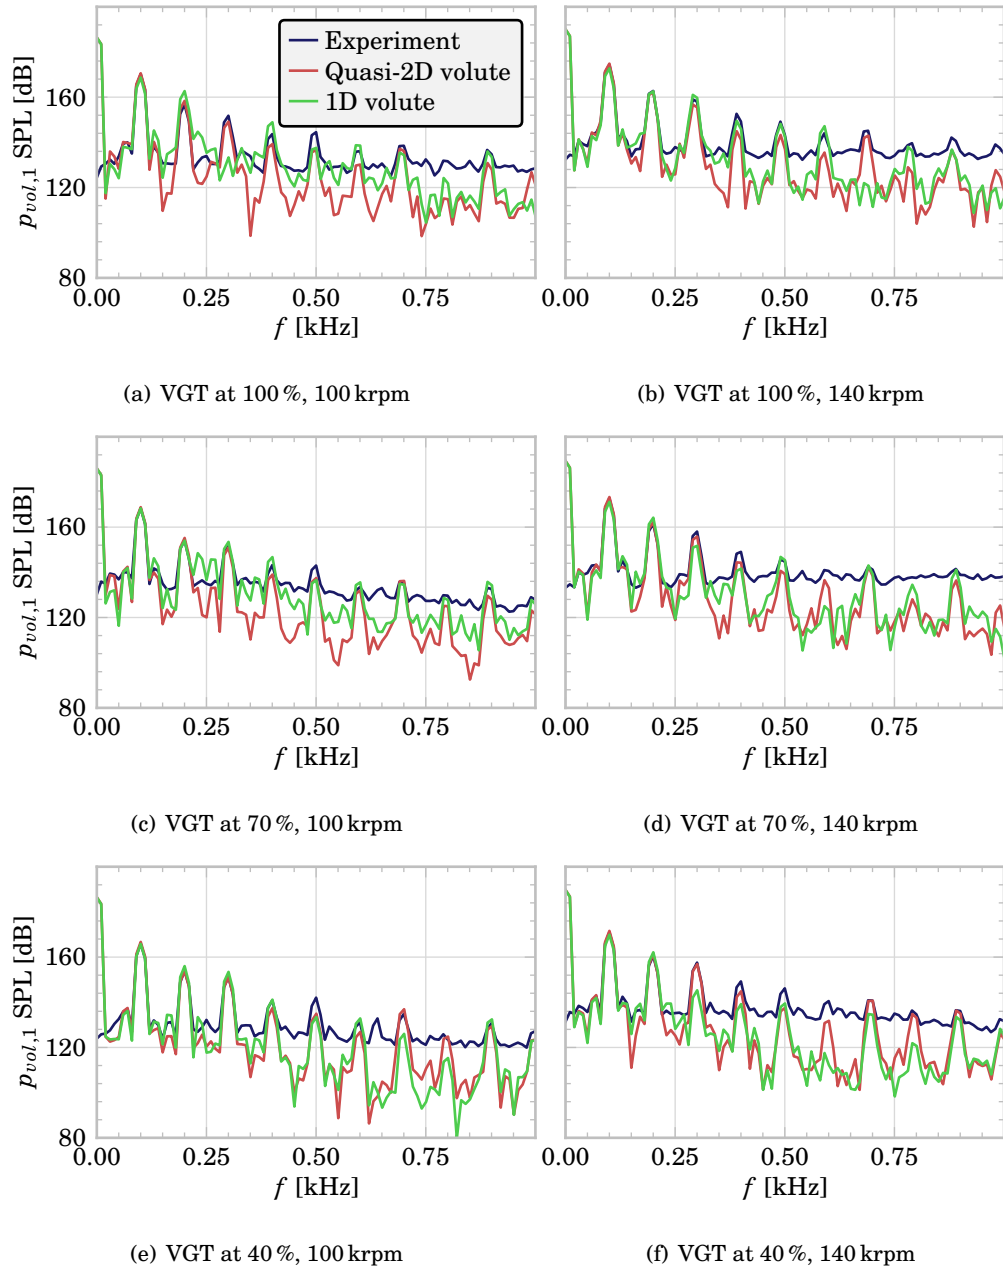 p_{vol,1} SPL [dB]
160
120
80
Experiment
Quasi-2D volute
1D volute
0.00 0.25 0.50 0.75
f [kHz]
0.00 0.25 0.50 0.75
f [kHz]
(a) VGT at 100 %, 100 krpm
(b) VGT at 100 %, 140 krpm
p_{vol,1} SPL [dB]
160
120
80
0.00 0.25 0.50 0.75
f [kHz]
0.00 0.25 0.50 0.75
f [kHz]
(c) VGT at 70 %, 100 krpm
(d) VGT at 70 %, 140 krpm
p_{vol,1} SPL [dB]
160
120
80
0.00 0.25 0.50 0.75
f [kHz]
0.00 0.25 0.50 0.75
f [kHz]
(e) VGT at 40 %, 100 krpm
(f) VGT at 40 %, 140 krpm